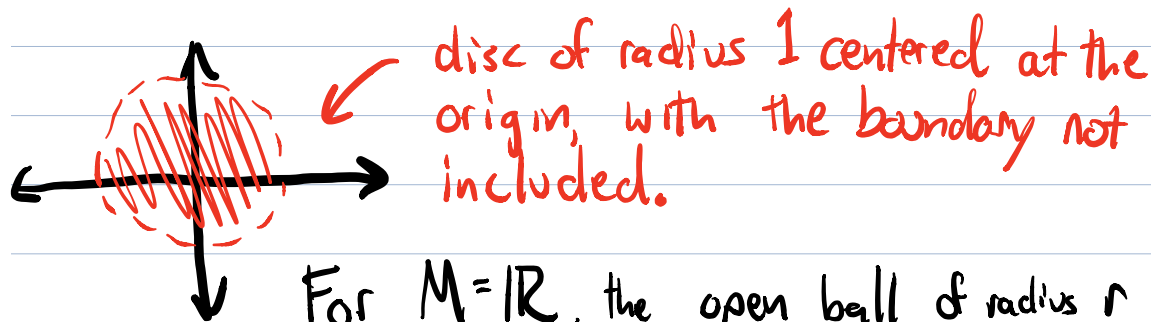 disc of radius 1 centered at the
origin, with the boundary not
included.
For M=ℝ, the open ball of radius r